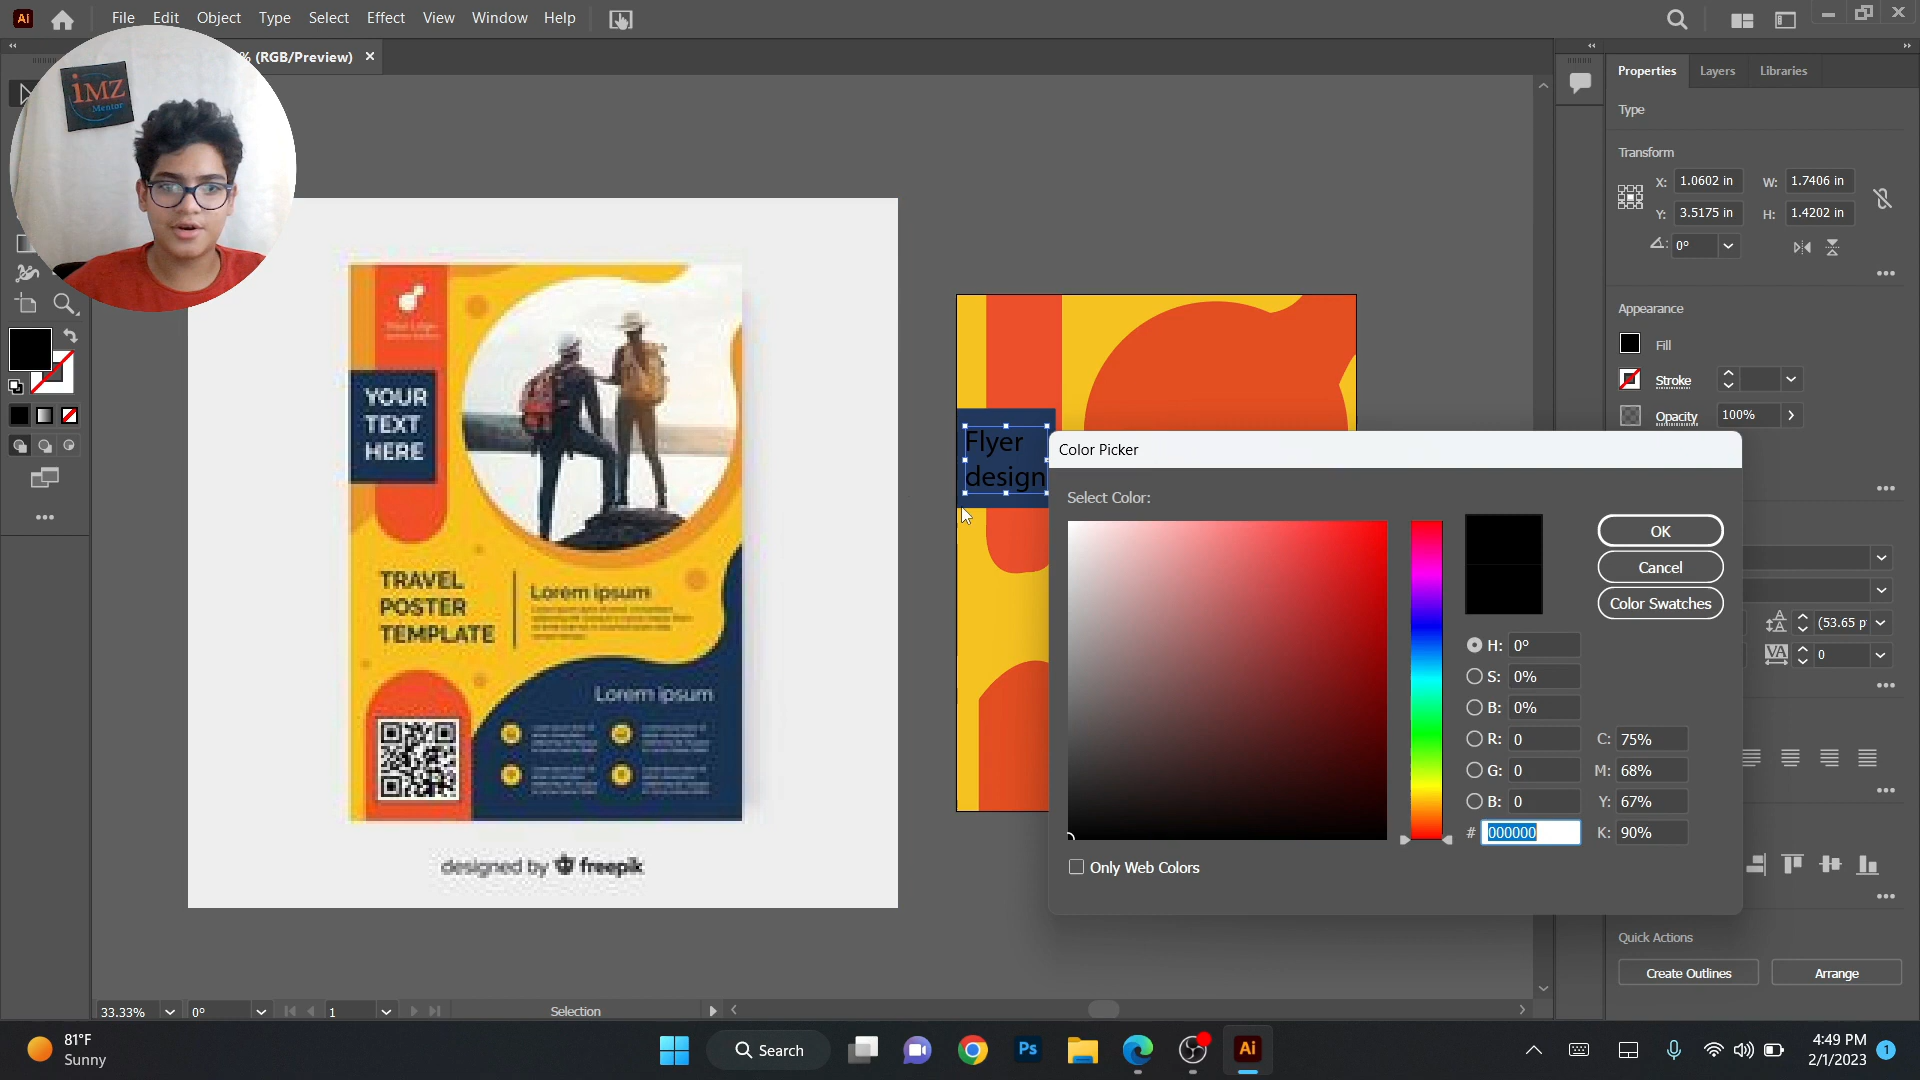 Ai
File Edit Object Type Select Effect View Window Help
% (RGB/Preview) ×
iMZ
Mentor
Properties Layers Libraries
Type
Transform
X: 1.0602 in W: 1.7406 in
Y: 3.5175 in H: 1.4202 in
0°
Appearance
Fill
Stroke
Opacity 100%
YOUR
TEXT
HERE
TRAVEL
POSTER
TEMPLATE
Lorem ipsum
Lorem ipsum
designed by freepik
Flyer
design
Color Picker
Select Color:
OK
Cancel
Color Swatches
H: 0°
S: 0%
B: 0%
R: 0 C: 75%
G: 0 M: 68%
B: 0 Y: 67%
# 000000 K: 90%
Only Web Colors
(53.65 p
0
Quick Actions
Create Outlines Arrange
33.33% 0° 1 Selection
81°F
Sunny
Search
Ps
Ai
4:49 PM
2/1/2023
1